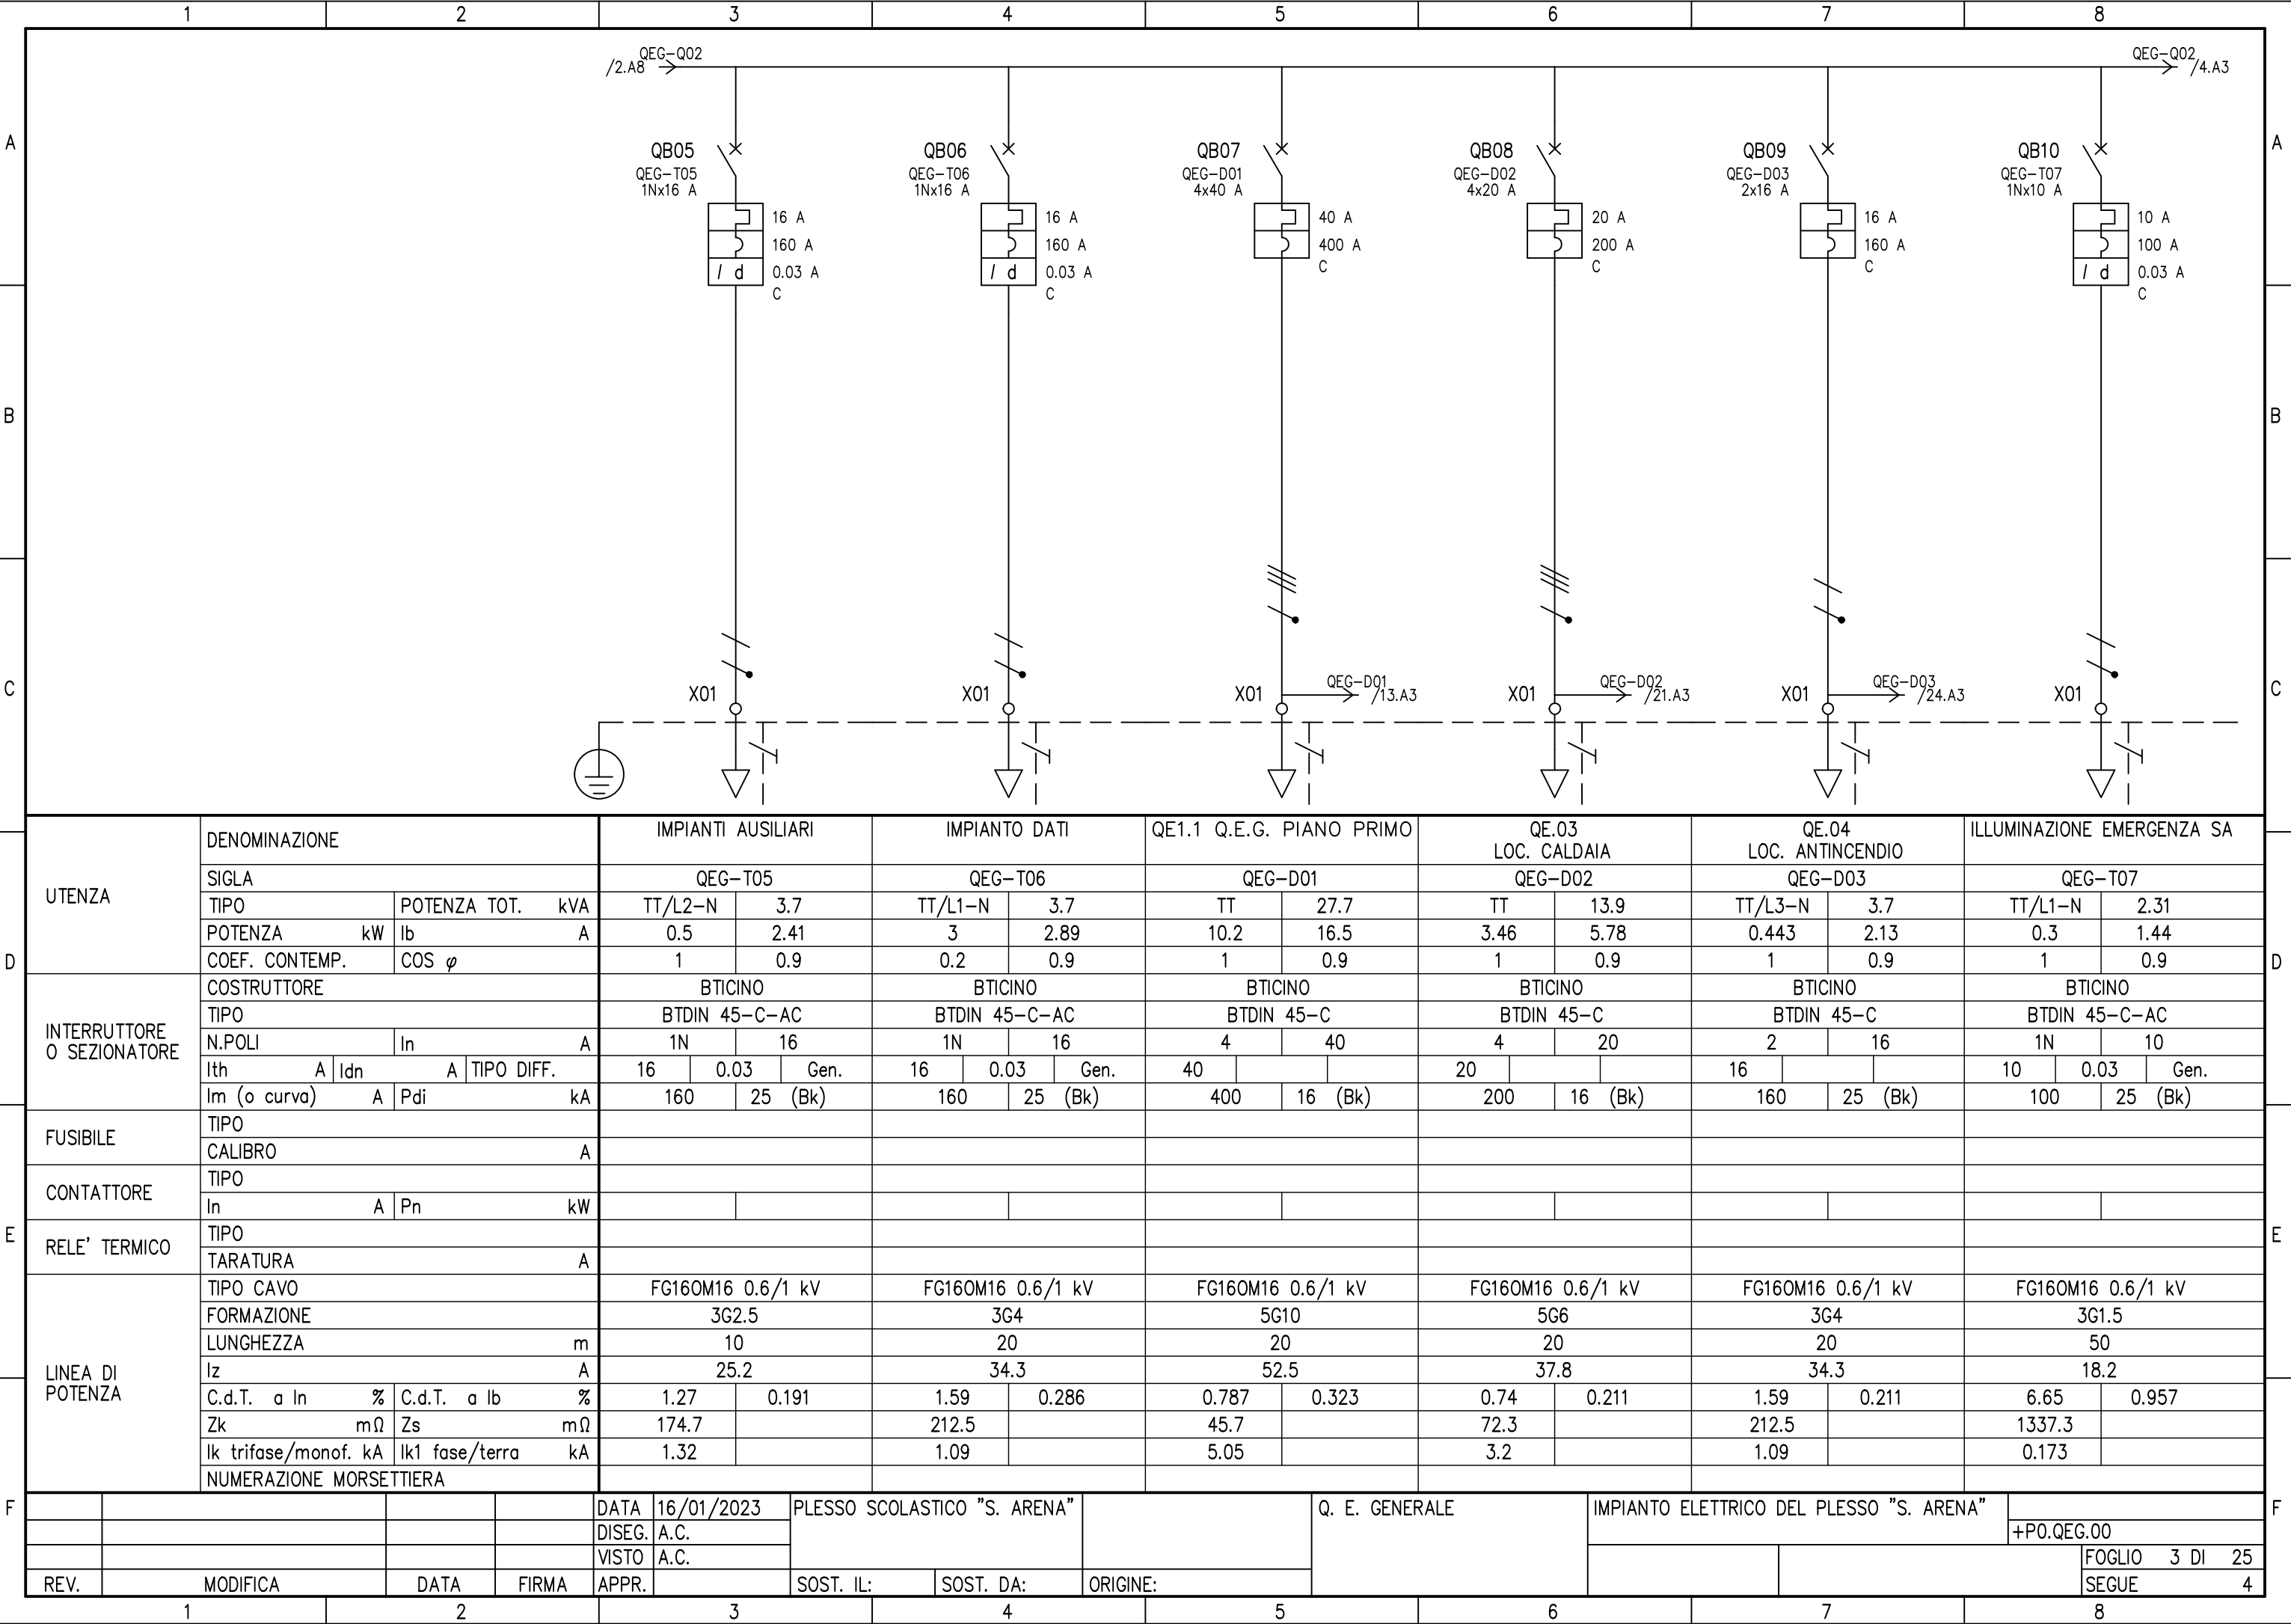 1 2 3 4 5 6 7 8
QEG-Q02 QEG-Q02
/2.A8 /4.A3
A A
QB05 QB06 QB07 QB08 QB09 QB10
QEG-T05 QEG-T06 QEG-D01 QEG-D02 QEG-D03 QEG-T07
1Nx16 A 1Nx16 A 4x40 A 4x20 A 2x16 A 1Nx10 A
16 A 16 A 40 A 20 A 16 A 10 A
160 A 160 A 400 A 200 A 160 A 100 A
I d 0.03 A I d 0.03 A C C C I d 0.03 A
C C C
B B
QEG-D01 QEG-D02 QEG-D03
C X01 X01 X01 /13.A3 X01 /21.A3 X01 /24.A3 X01 C
UTENZA
DENOMINAZIONE IMPIANTI AUSILIARI IMPIANTO DATI QE1.1 Q.E.G. PIANO PRIMO QE.03 QE.04 ILLUMINAZIONE EMERGENZA SA
LOC. CALDAIA LOC. ANTINCENDIO
SIGLA QEG-T05 QEG-T06 QEG-D01 QEG-D02 QEG-D03 QEG-T07
TIPO POTENZA TOT. kVA TT/L2-N 3.7 TT/L1-N 3.7 TT 27.7 TT 13.9 TT/L3-N 3.7 TT/L1-N 2.31
POTENZA kW Ib A 0.5 2.41 3 2.89 10.2 16.5 3.46 5.78 0.443 2.13 0.3 1.44
D COEF. CONTEMP. COS φ 1 0.9 0.2 0.9 1 0.9 1 0.9 1 0.9 1 0.9 D
INTERRUTTORE
O SEZIONATORE
COSTRUTTORE BTICINO BTICINO BTICINO BTICINO BTICINO BTICINO
TIPO BTDIN 45-C-AC BTDIN 45-C-AC BTDIN 45-C BTDIN 45-C BTDIN 45-C BTDIN 45-C-AC
N.POLI In A 1N 16 1N 16 4 40 4 20 2 16 1N 10
Ith A Idn A TIPO DIFF. 16 0.03 Gen. 16 0.03 Gen. 40 20 16 10 0.03 Gen.
Im (o curva) A Pdi kA 160 25 (Bk) 160 25 (Bk) 400 16 (Bk) 200 16 (Bk) 160 25 (Bk) 100 25 (Bk)
FUSIBILE
TIPO
CALIBRO A
CONTATTORE
TIPO
In A Pn kW
E RELE' TERMICO E
TIPO
TARATURA A
LINEA DI
POTENZA
TIPO CAVO FG16OM16 0.6/1 kV FG16OM16 0.6/1 kV FG16OM16 0.6/1 kV FG16OM16 0.6/1 kV FG16OM16 0.6/1 kV FG16OM16 0.6/1 kV
FORMAZIONE 3G2.5 3G4 5G10 5G6 3G4 3G1.5
LUNGHEZZA m 10 20 20 20 20 50
Iz A 25.2 34.3 52.5 37.8 34.3 18.2
C.d.T. a In % C.d.T. a Ib % 1.27 0.191 1.59 0.286 0.787 0.323 0.74 0.211 1.59 0.211 6.65 0.957
Zk mΩ Zs mΩ 174.7 212.5 45.7 72.3 212.5 1337.3
Ik trifase/monof. kA Ik1 fase/terra kA 1.32 1.09 5.05 3.2 1.09 0.173
NUMERAZIONE MORSETTIERA
F DATA 16/01/2023 PLESSO SCOLASTICO "S. ARENA" Q. E. GENERALE IMPIANTO ELETTRICO DEL PLESSO "S. ARENA" F
DISEG. A.C. +P0.QEG.00
VISTO A.C. FOGLIO 3 DI 25
REV. MODIFICA DATA FIRMA APPR. SOST. IL: SOST. DA: ORIGINE: SEGUE 4
1 2 3 4 5 6 7 8